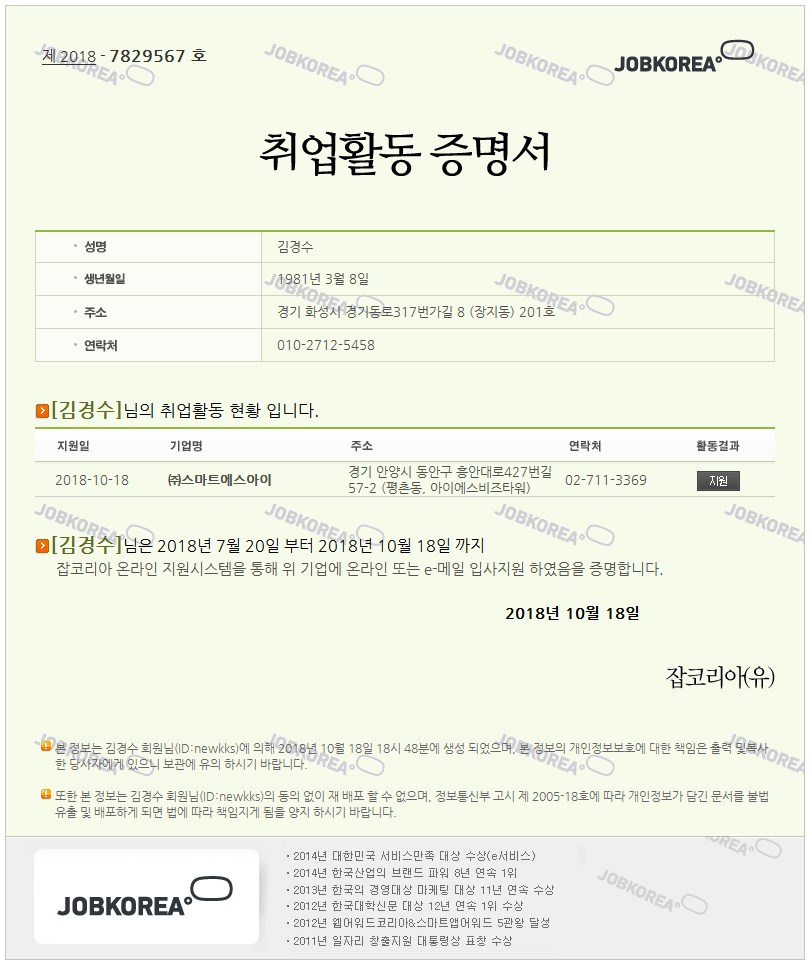 제 2018 - 7829567 호
JOBKOREA
취업활동 증명서
· 성명 김경수
· 생년월일 1981년 3월 8일
· 주소 경기 화성시 경기동로317번가길 8 (장지동) 201호
· 연락처 010-2712-5458
[김경수]님의 취업활동 현황 입니다.
지원일 기업명 주소 연락처 활동결과
2018-10-18 ㈜스마트에스아이 경기 안양시 동안구 흥안대로427번길 02-711-3369 지원
57-2 (평촌동, 아이에스비즈타워)
[김경수]님은 2018년 7월 20일 부터 2018년 10월 18일 까지
잡코리아 온라인 지원시스템을 통해 위 기업에 온라인 또는 e-메일 입사지원 하였음을 증명합니다.
2018년 10월 18일
잡코리아(유)
본 정보는 김경수 회원님(ID:newkks)에 의해 2018년 10월 18일 18시 48분에 생성 되었으며, 본 정보의 개인정보보호에 대한 책임은 출력 및복사
한 당사자에게 있으니 보관에 유의 하시기 바랍니다.
또한 본 정보는 김경수 회원님(ID:newkks)의 동의 없이 재 배포 할 수 없으며, 정보통신부 고시 제 2005-18호에 따라 개인정보가 담긴 문서를 불법
유출 및 배포하게 되면 법에 따라 책임지게 됨을 양지 하시기 바랍니다.
JOBKOREA
· 2014년 대한민국 서비스만족 대상 수상(e서비스)
· 2014년 한국산업의 브랜드 파워 8년 연속 1위
· 2013년 한국의 경영대상 마케팅 대상 11년 연속 수상
· 2012년 한국대학신문 대상 12년 연속 1위 수상
· 2012년 웹어워드코리아&스마트앱어워드 5관왕 달성
· 2011년 일자리 창출지원 대통령상 표창 수상